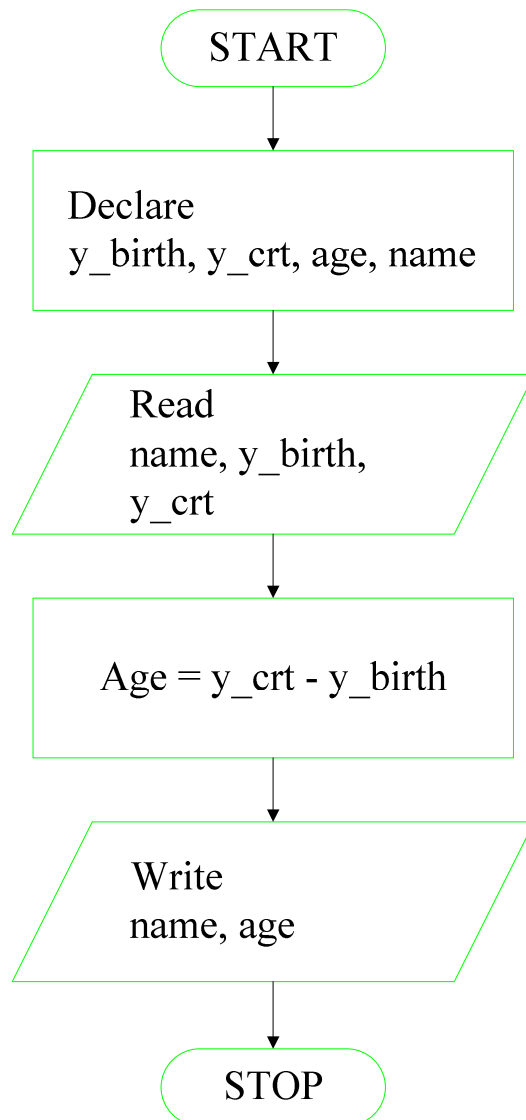 START
Declare
y_birth, y_crt, age, name
Read
name, y_birth,
y_crt
Age = y_crt - y_birth
Write
name, age
STOP